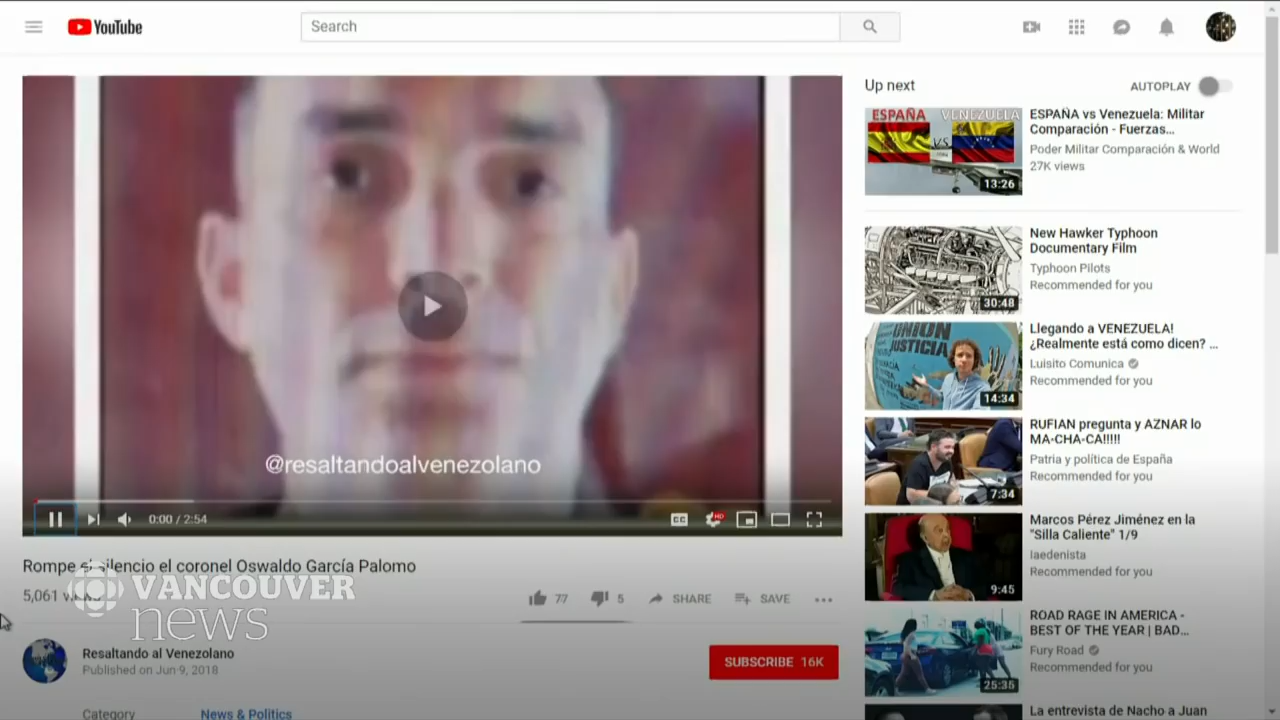 YouTube
Search
@resaltandoalvenezolano
0:00 / 2:54
CC
HD
Rompe el silencio el coronel Oswaldo García Palomo
5,061 views
77
5
SHARE
SAVE
VANCOUVER
news
Resaltando al Venezolano
Published on Jun 9, 2018
SUBSCRIBE 16K
Category
News & Politics
Up next
AUTOPLAY
ESPAÑA
VENEZUELA
VS
13:26
ESPAÑA vs Venezuela: Militar
Comparación - Fuerzas...
Poder Militar Comparación & World
27K views
30:48
New Hawker Typhoon
Documentary Film
Typhoon Pilots
Recommended for you
UNION
JUSTICIA
14:34
Llegando a VENEZUELA!
¿Realmente está como dicen? ...
Luisito Comunica
Recommended for you
7:34
RUFIAN pregunta y AZNAR lo
MA-CHA-CA!!!!!
Patria y política de España
Recommended for you
9:45
Marcos Pérez Jiménez en la
"Silla Caliente" 1/9
laedenista
Recommended for you
25:35
ROAD RAGE IN AMERICA -
BEST OF THE YEAR | BAD...
Fury Road
Recommended for you
La entrevista de Nacho a Juan